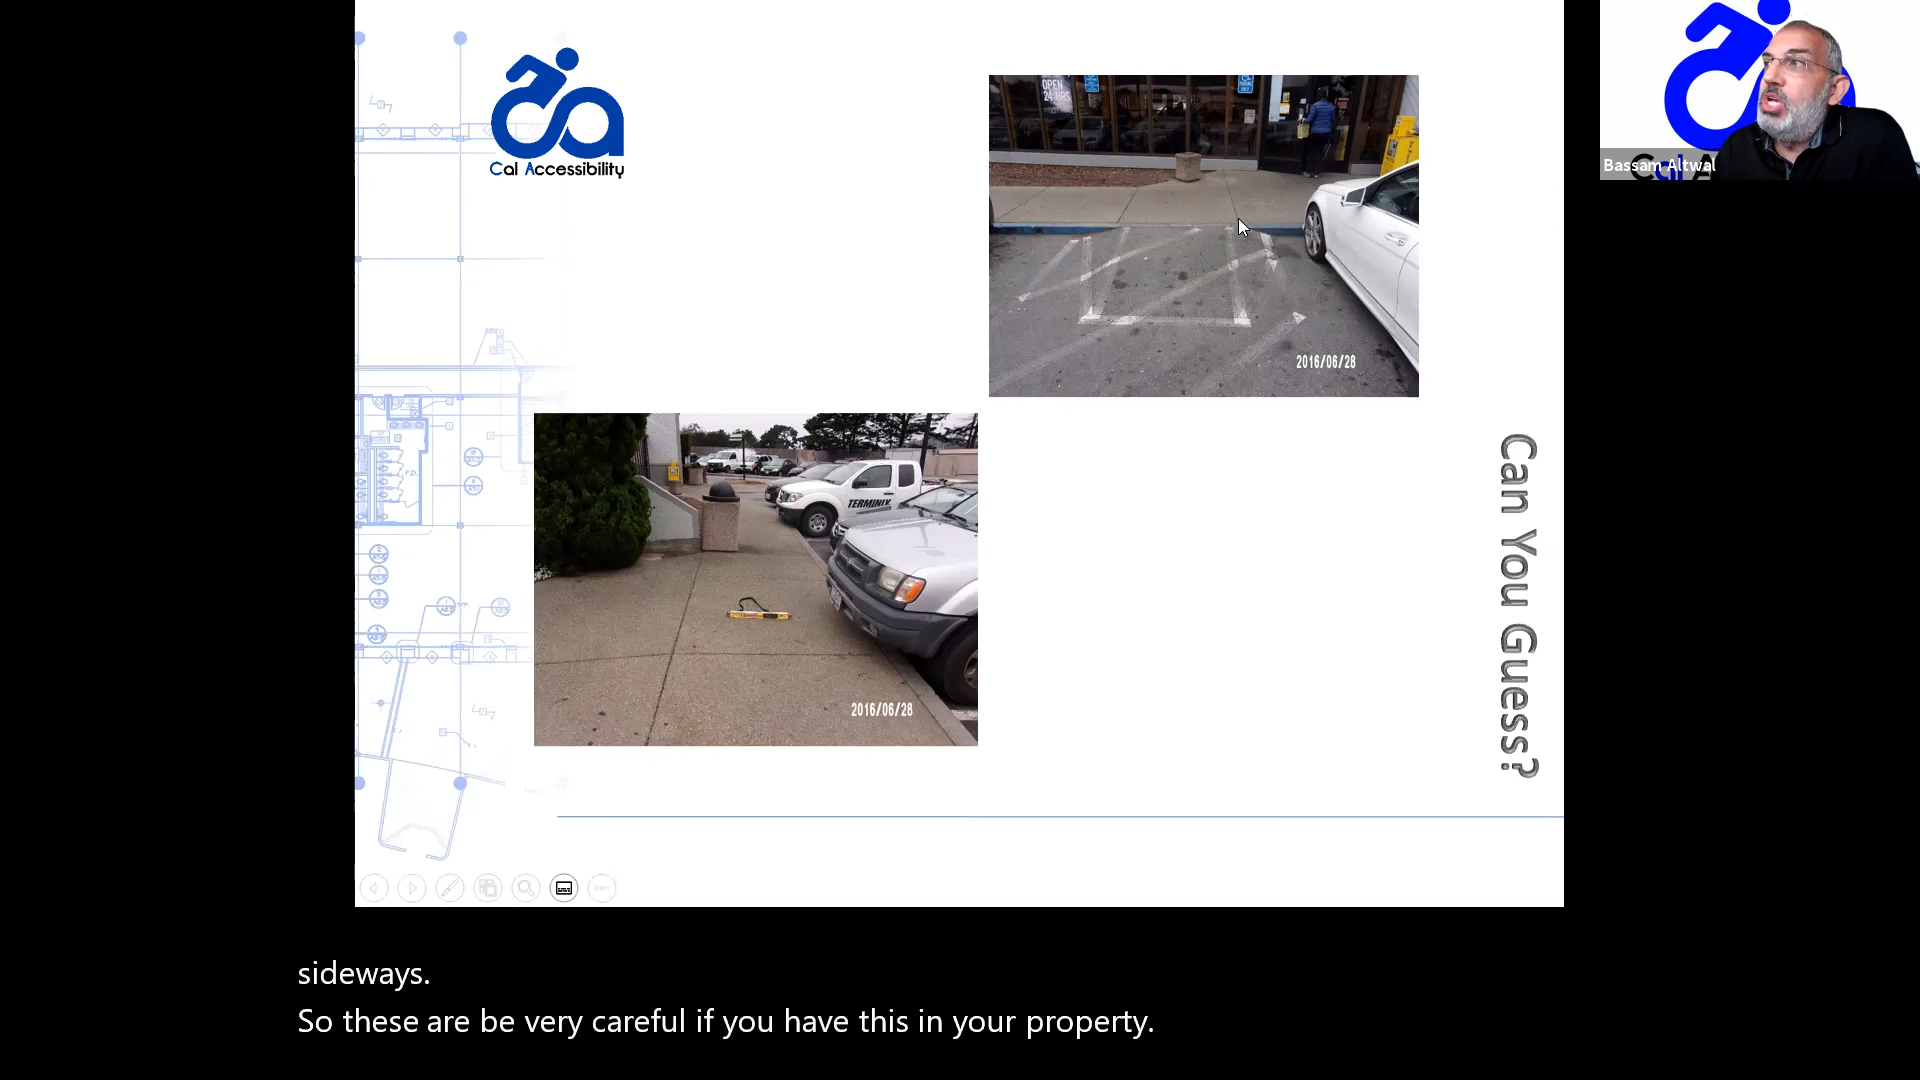 Cal Accessibility
OPEN
24 HRS
2016/06/28
Bassam Altwal
TERMINIX
2016/06/28
Can You Guess?
sideways.
So these are be very careful if you have this in your property.